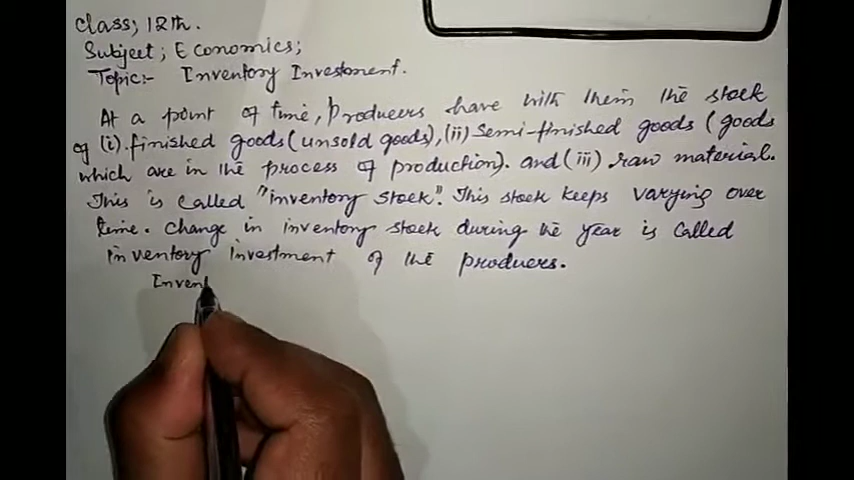 Class; 12th.
Subject; Economics;
Topic:- Inventory Investment.
At a point of time, producers have with them the stock
of (i). finished goods (unsold goods), (ii) Semi-finished goods (goods
which are in the process of production). and (iii) raw material.
This is called "inventory stock". This stock keeps varying over
time. Change in inventory stock during the year is called
inventory investment of the producers.
Invent